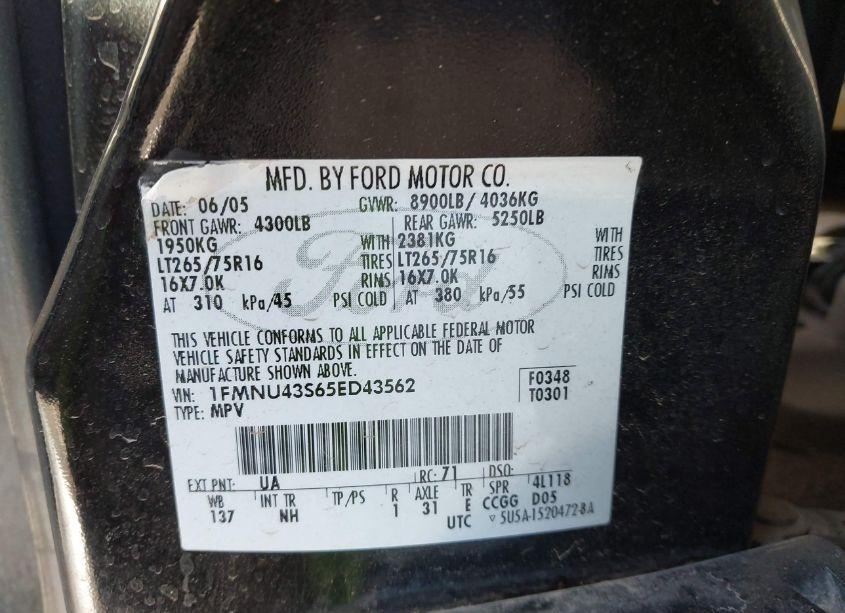 MFD. BY FORD MOTOR CO.
DATE: 06/05 GVWR: 8900LB/ 4036KG
FRONT GAWR: 4300LB REAR GAWR: 5250LB
1950KG WITH 2381KG WITH
LT265/75R16 TIRES LT265/75R16 TIRES
16X7.0K RIMS 16X7.0K RIMS
AT 310 kPa/45 PSI COLD AT 380 kPa/55 PSI COLD
Ford
THIS VEHICLE CONFORMS TO ALL APPLICABLE FEDERAL MOTOR
VEHICLE SAFETY STANDARDS IN EFFECT ON THE DATE OF
MANUFACTURE SHOWN ABOVE.
VIN: 1FMNU43S65ED43562 F0348
TYPE: MPV T0301
EXT PNT: UA RC: 71 DSO:
WB INT TR TP/PS R AXLE TR SPR 4L118
137 NH 1 31 E CCGG D05
UTC ▽ 5U5A-1520472-BA